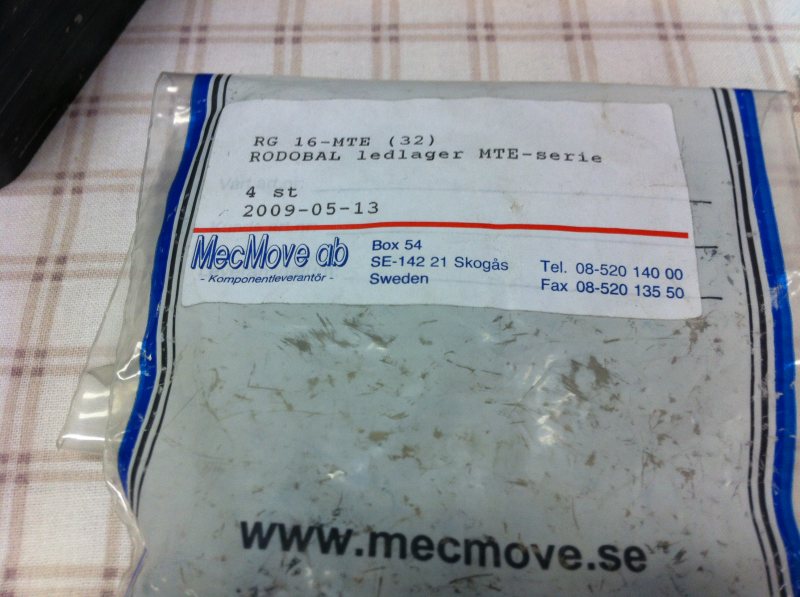 RG 16-MTE (32)
RODOBAL ledlager MTE-serie
4 st
2009-05-13
MecMove ab
- Komponentleverantör -
Box 54
SE-142 21 Skogås
Sweden
Tel. 08-520 140 00
Fax 08-520 135 50
www.mecmove.se